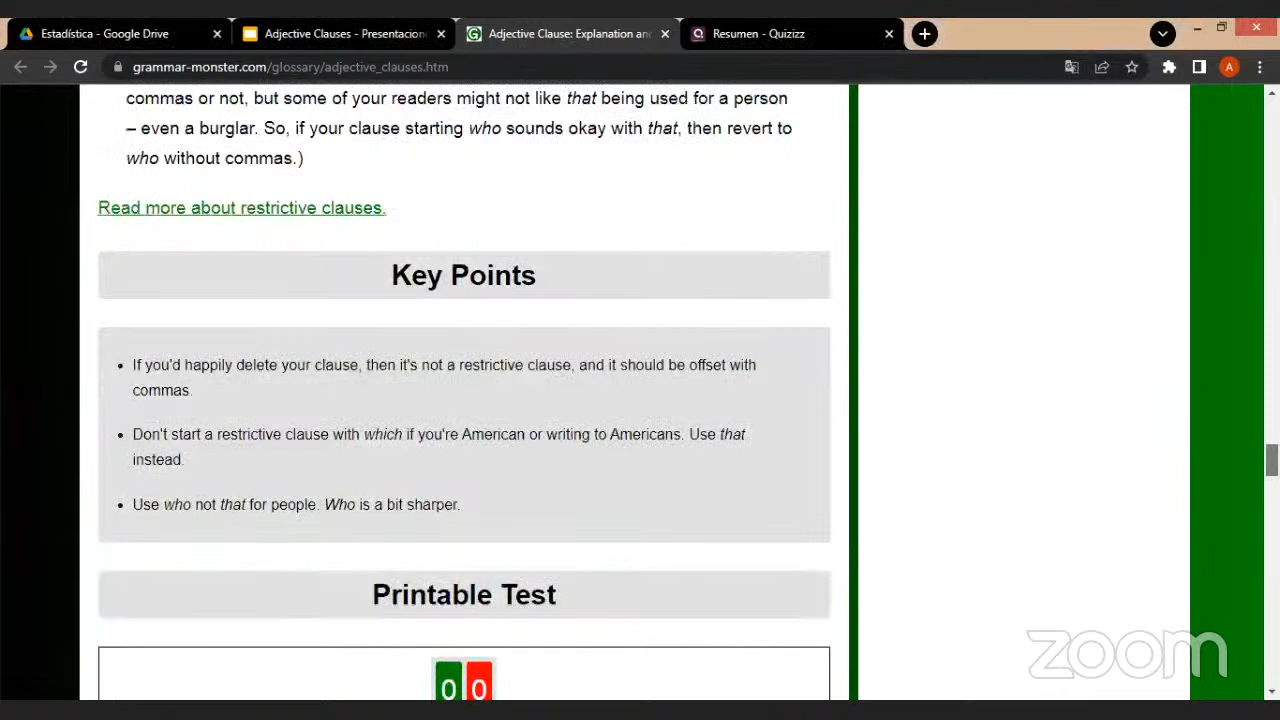 Estadística - Google Drive
Adjective Clauses - Presentacion
Adjective Clause: Explanation an
Resumen - Quizizz
grammar-monster.com/glossary/adjective_clauses.htm
A
commas or not, but some of your readers might not like that being used for a person
– even a burglar. So, if your clause starting who sounds okay with that, then revert to
who without commas.)
Read more about restrictive clauses.
Key Points
• If you'd happily delete your clause, then it's not a restrictive clause, and it should be offset with
commas.
• Don't start a restrictive clause with which if you're American or writing to Americans. Use that
instead.
• Use who not that for people. Who is a bit sharper.
Printable Test
0 0
zoom